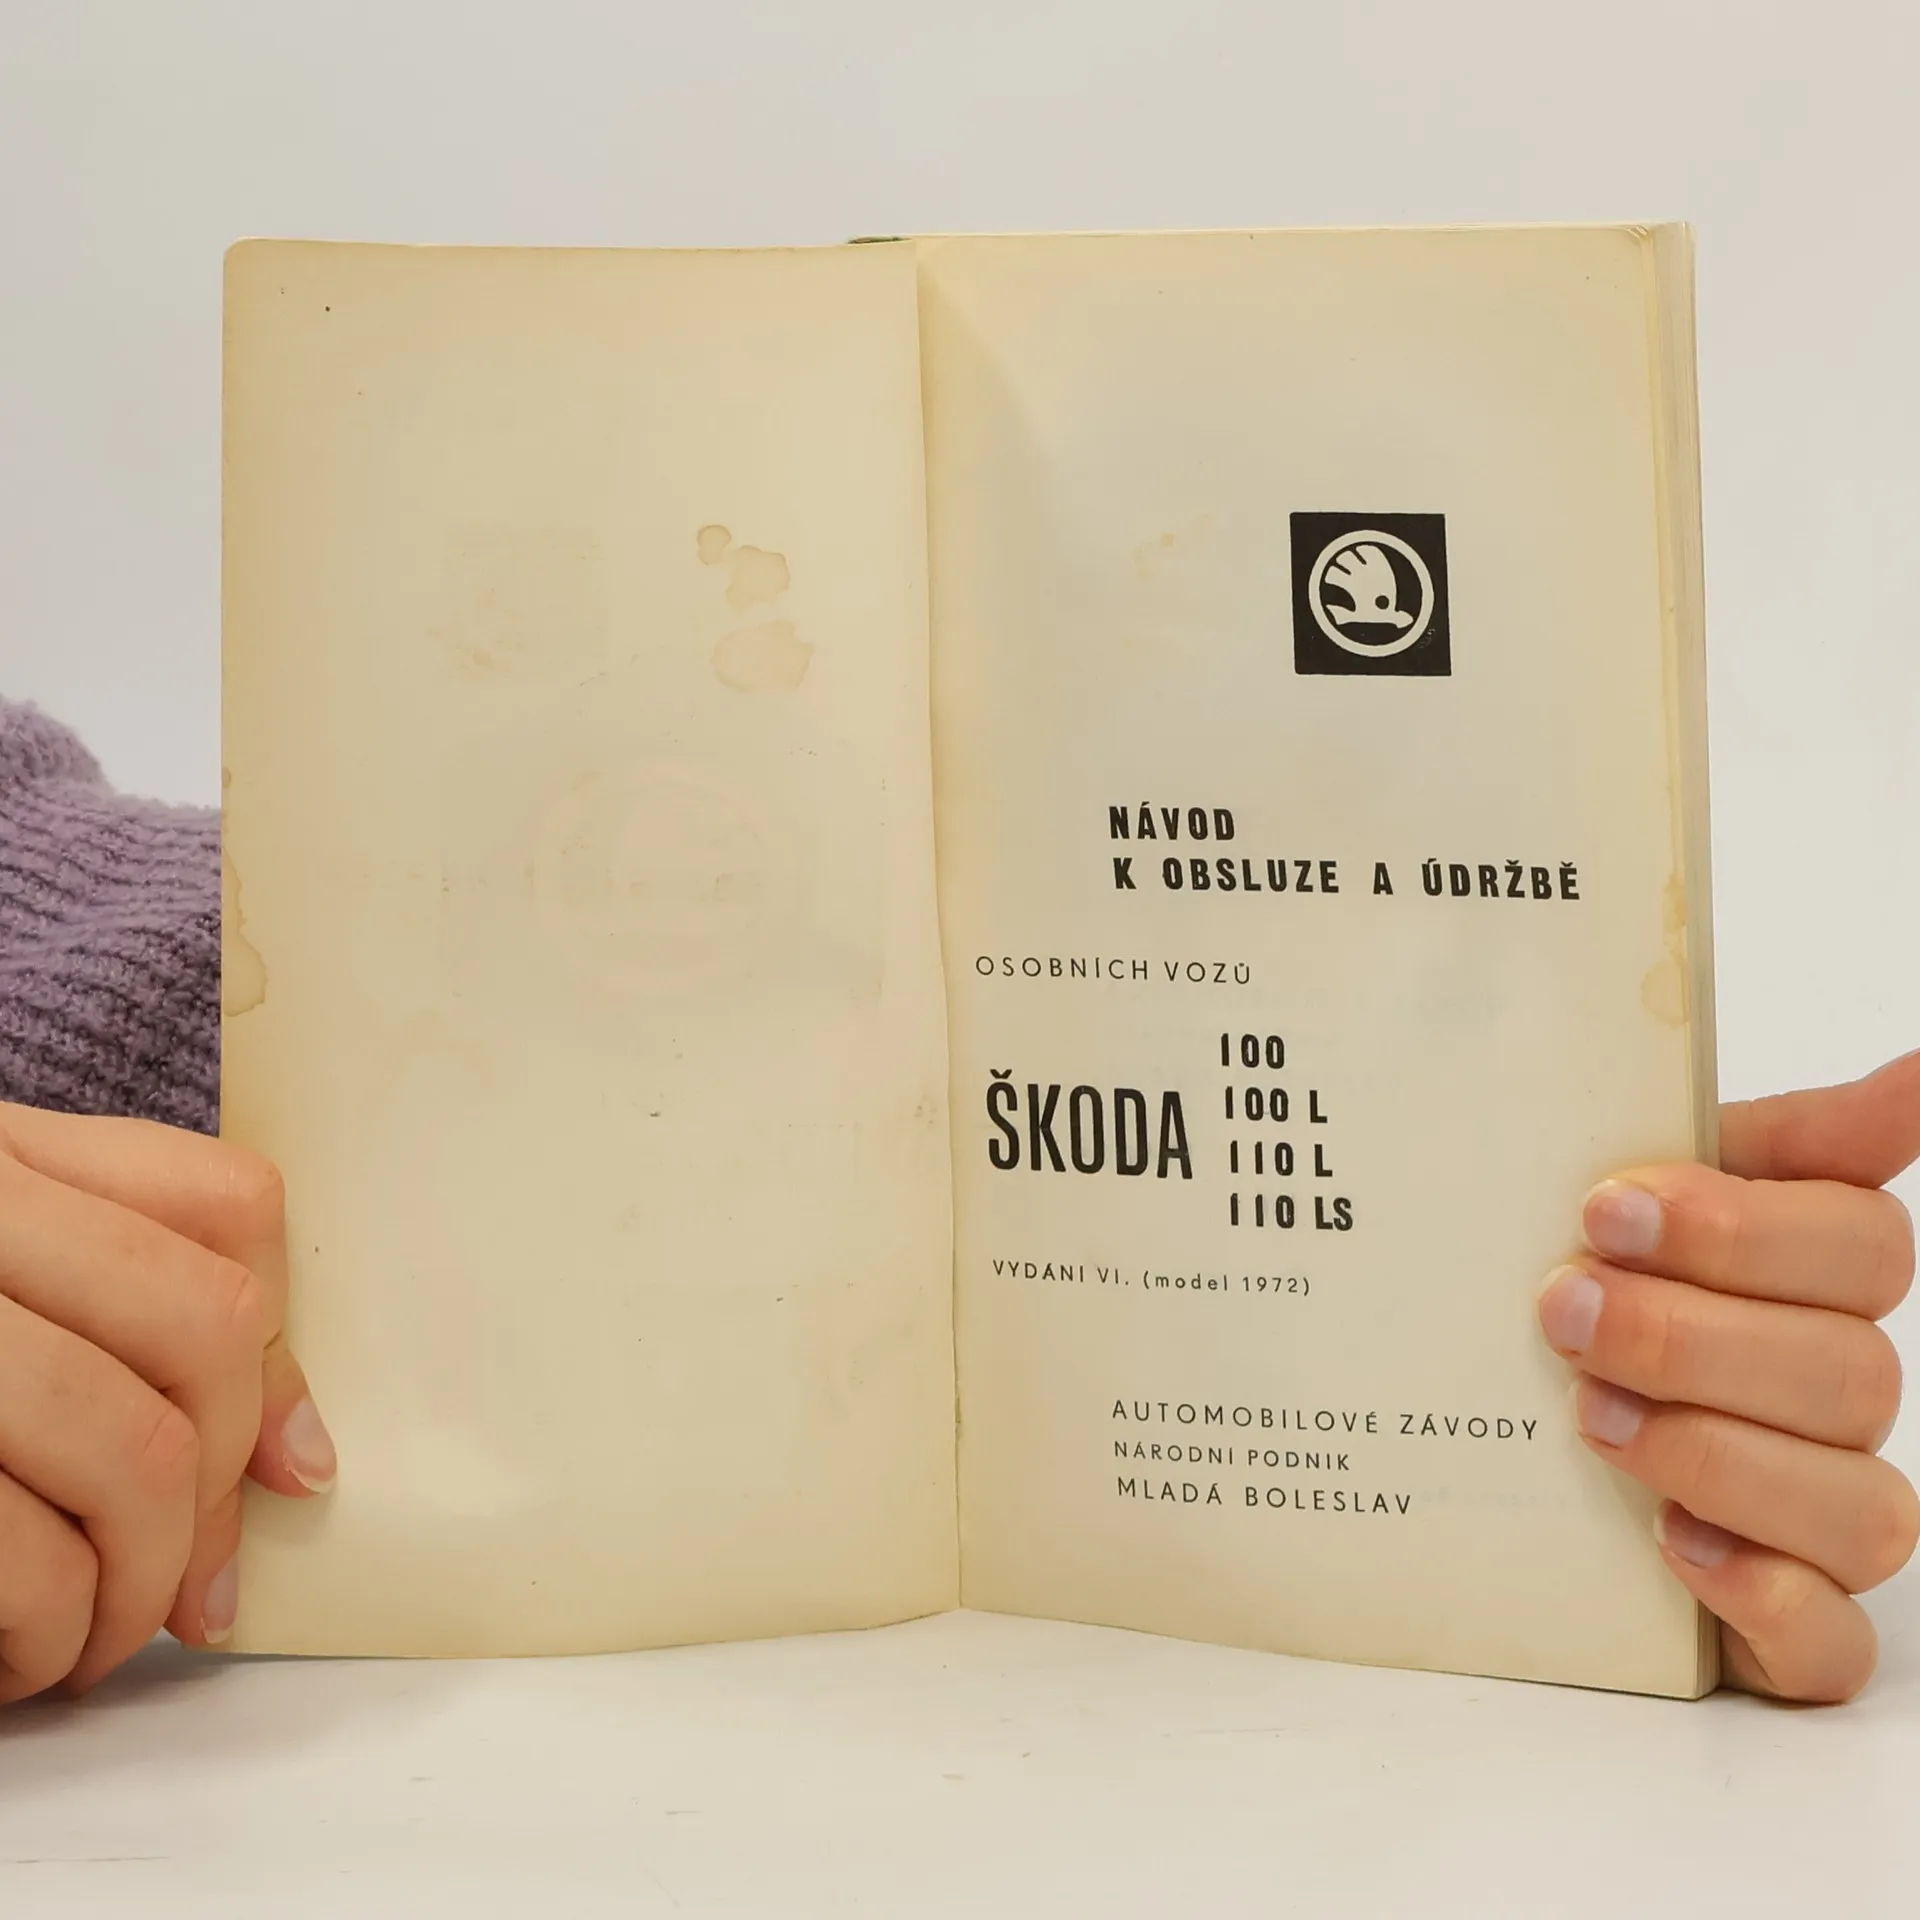 NÁVOD
K OBSLUZE A ÚDRŽBĚ
OSOBNÍCH VOZŮ
ŠKODA
100
100 L
110 L
110 LS
VYDÁNI VI. (model 1972)
AUTOMOBILOVÉ ZÁVODY
NÁRODNI PODNIK
MLADÁ BOLESLAV